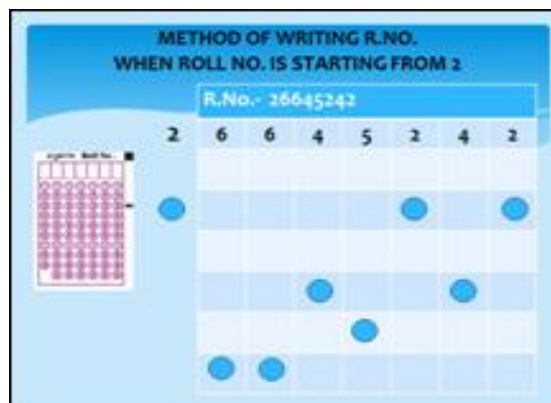 METHOD OF WRITING R.NO.
WHEN ROLL NO. IS STARTING FROM 2
R.No.- 26645242
2 6 6 4 5 2 4 2